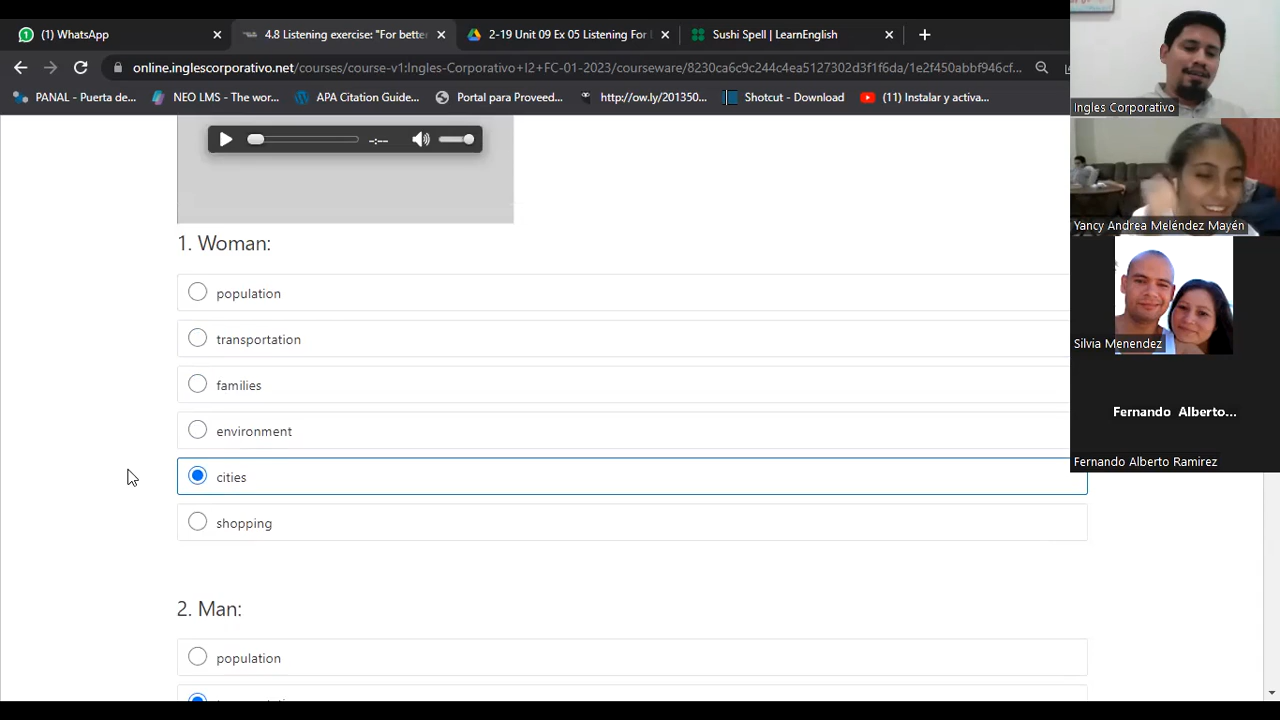 (1) WhatsApp
4.8 Listening exercise: "For better
2-19 Unit 09 Ex 05 Listening For L
Sushi Spell | LearnEnglish
online.inglescorporativo.net/courses/course-v1:Ingles-Corporativo+I2+FC-01-2023/courseware/8230ca6c9c244c4ea5127302d3f1f6da/1e2f450abbf946cf...
PANAL - Puerta de...
NEO LMS - The wor...
APA Citation Guide...
Portal para Proveed...
http://ow.ly/201350...
Shotcut - Download
(11) Instalar y activa...
Ingles Corporativo
-:--
Yancy Andrea Meléndez Mayén
1. Woman:
population
transportation
families
environment
cities
shopping
Silvia Menendez
Fernando Alberto...
Fernando Alberto Ramirez
2. Man:
population